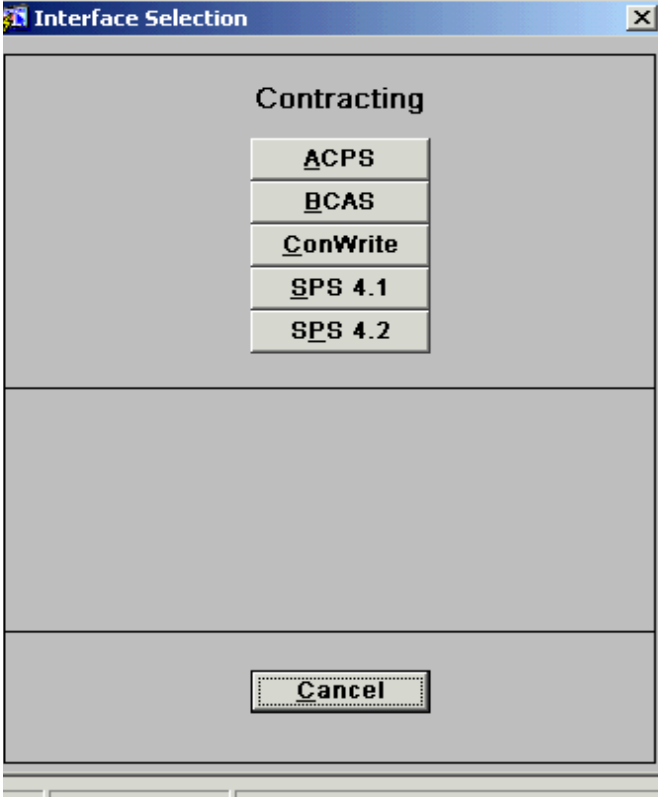 Interface Selection
Contracting
ACPS
BCAS
ConWrite
SPS 4.1
SPS 4.2
Cancel